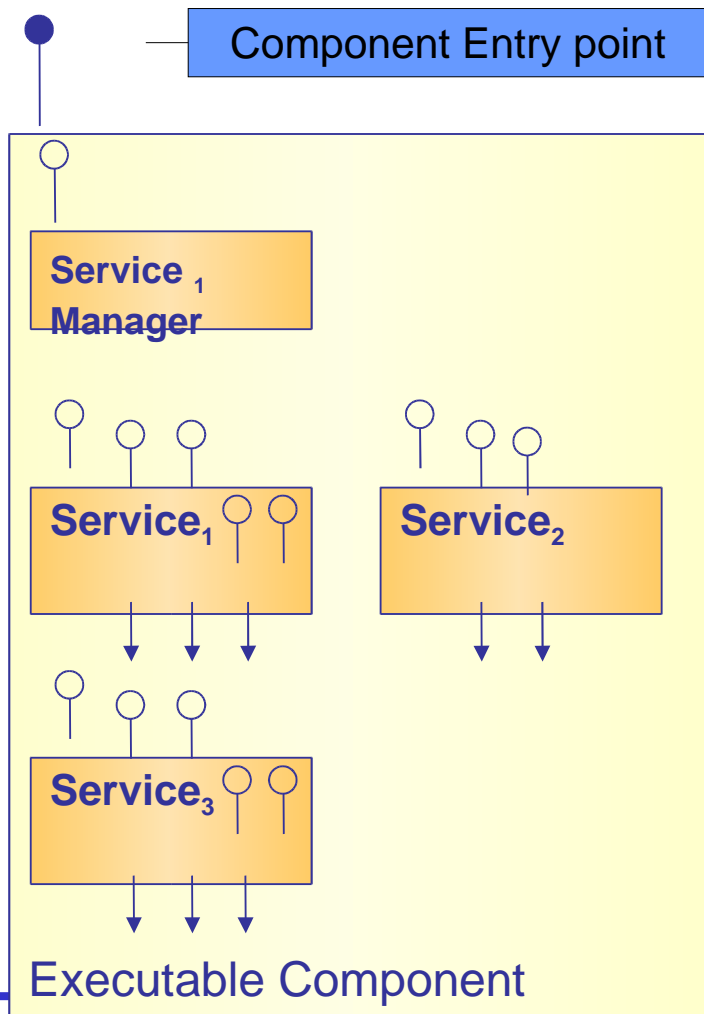 Component Entry point
Service 1
Manager
Service1
Service2
Service3
Executable Component